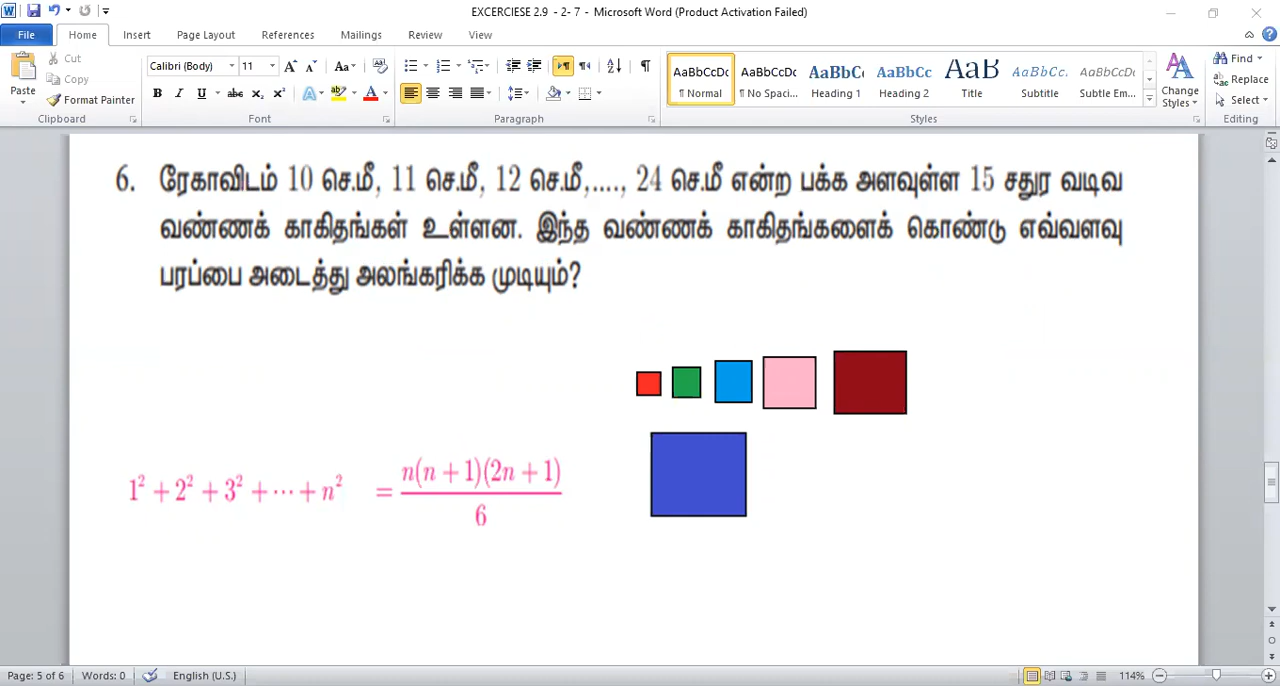 EXCERCIESE 2.9 - 2- 7 - Microsoft Word (Product Activation Failed)
File Home Insert Page Layout References Mailings Review View
Cut
Copy
Format Painter
Paste
Calibri (Body) 11
AaBbCcDc AaBbCcDc AaBbC AaBbCc AaB AaBbCc. AaBbCcDc
¶ Normal ¶ No Spaci... Heading 1 Heading 2 Title Subtitle Subtle Em...
Change Styles
Find
Replace
Select
Clipboard Font Paragraph Styles Editing
6. ரேகாவிடம் 10 செ.மீ, 11 செ.மீ, 12 செ.மீ,...., 24 செ.மீ என்ற பக்க அளவுள்ள 15 சதுர வடிவ
வண்ணக் காகிதங்கள் உள்ளன. இந்த வண்ணக் காகிதங்களைக் கொண்டு எவ்வளவு
பரப்பை அடைத்து அலங்கரிக்க முடியும்?
1² + 2² + 3² + ⋯ + n² = n(n + 1)(2n + 1)
6
Page: 5 of 6 Words: 0 English (U.S.) 114%